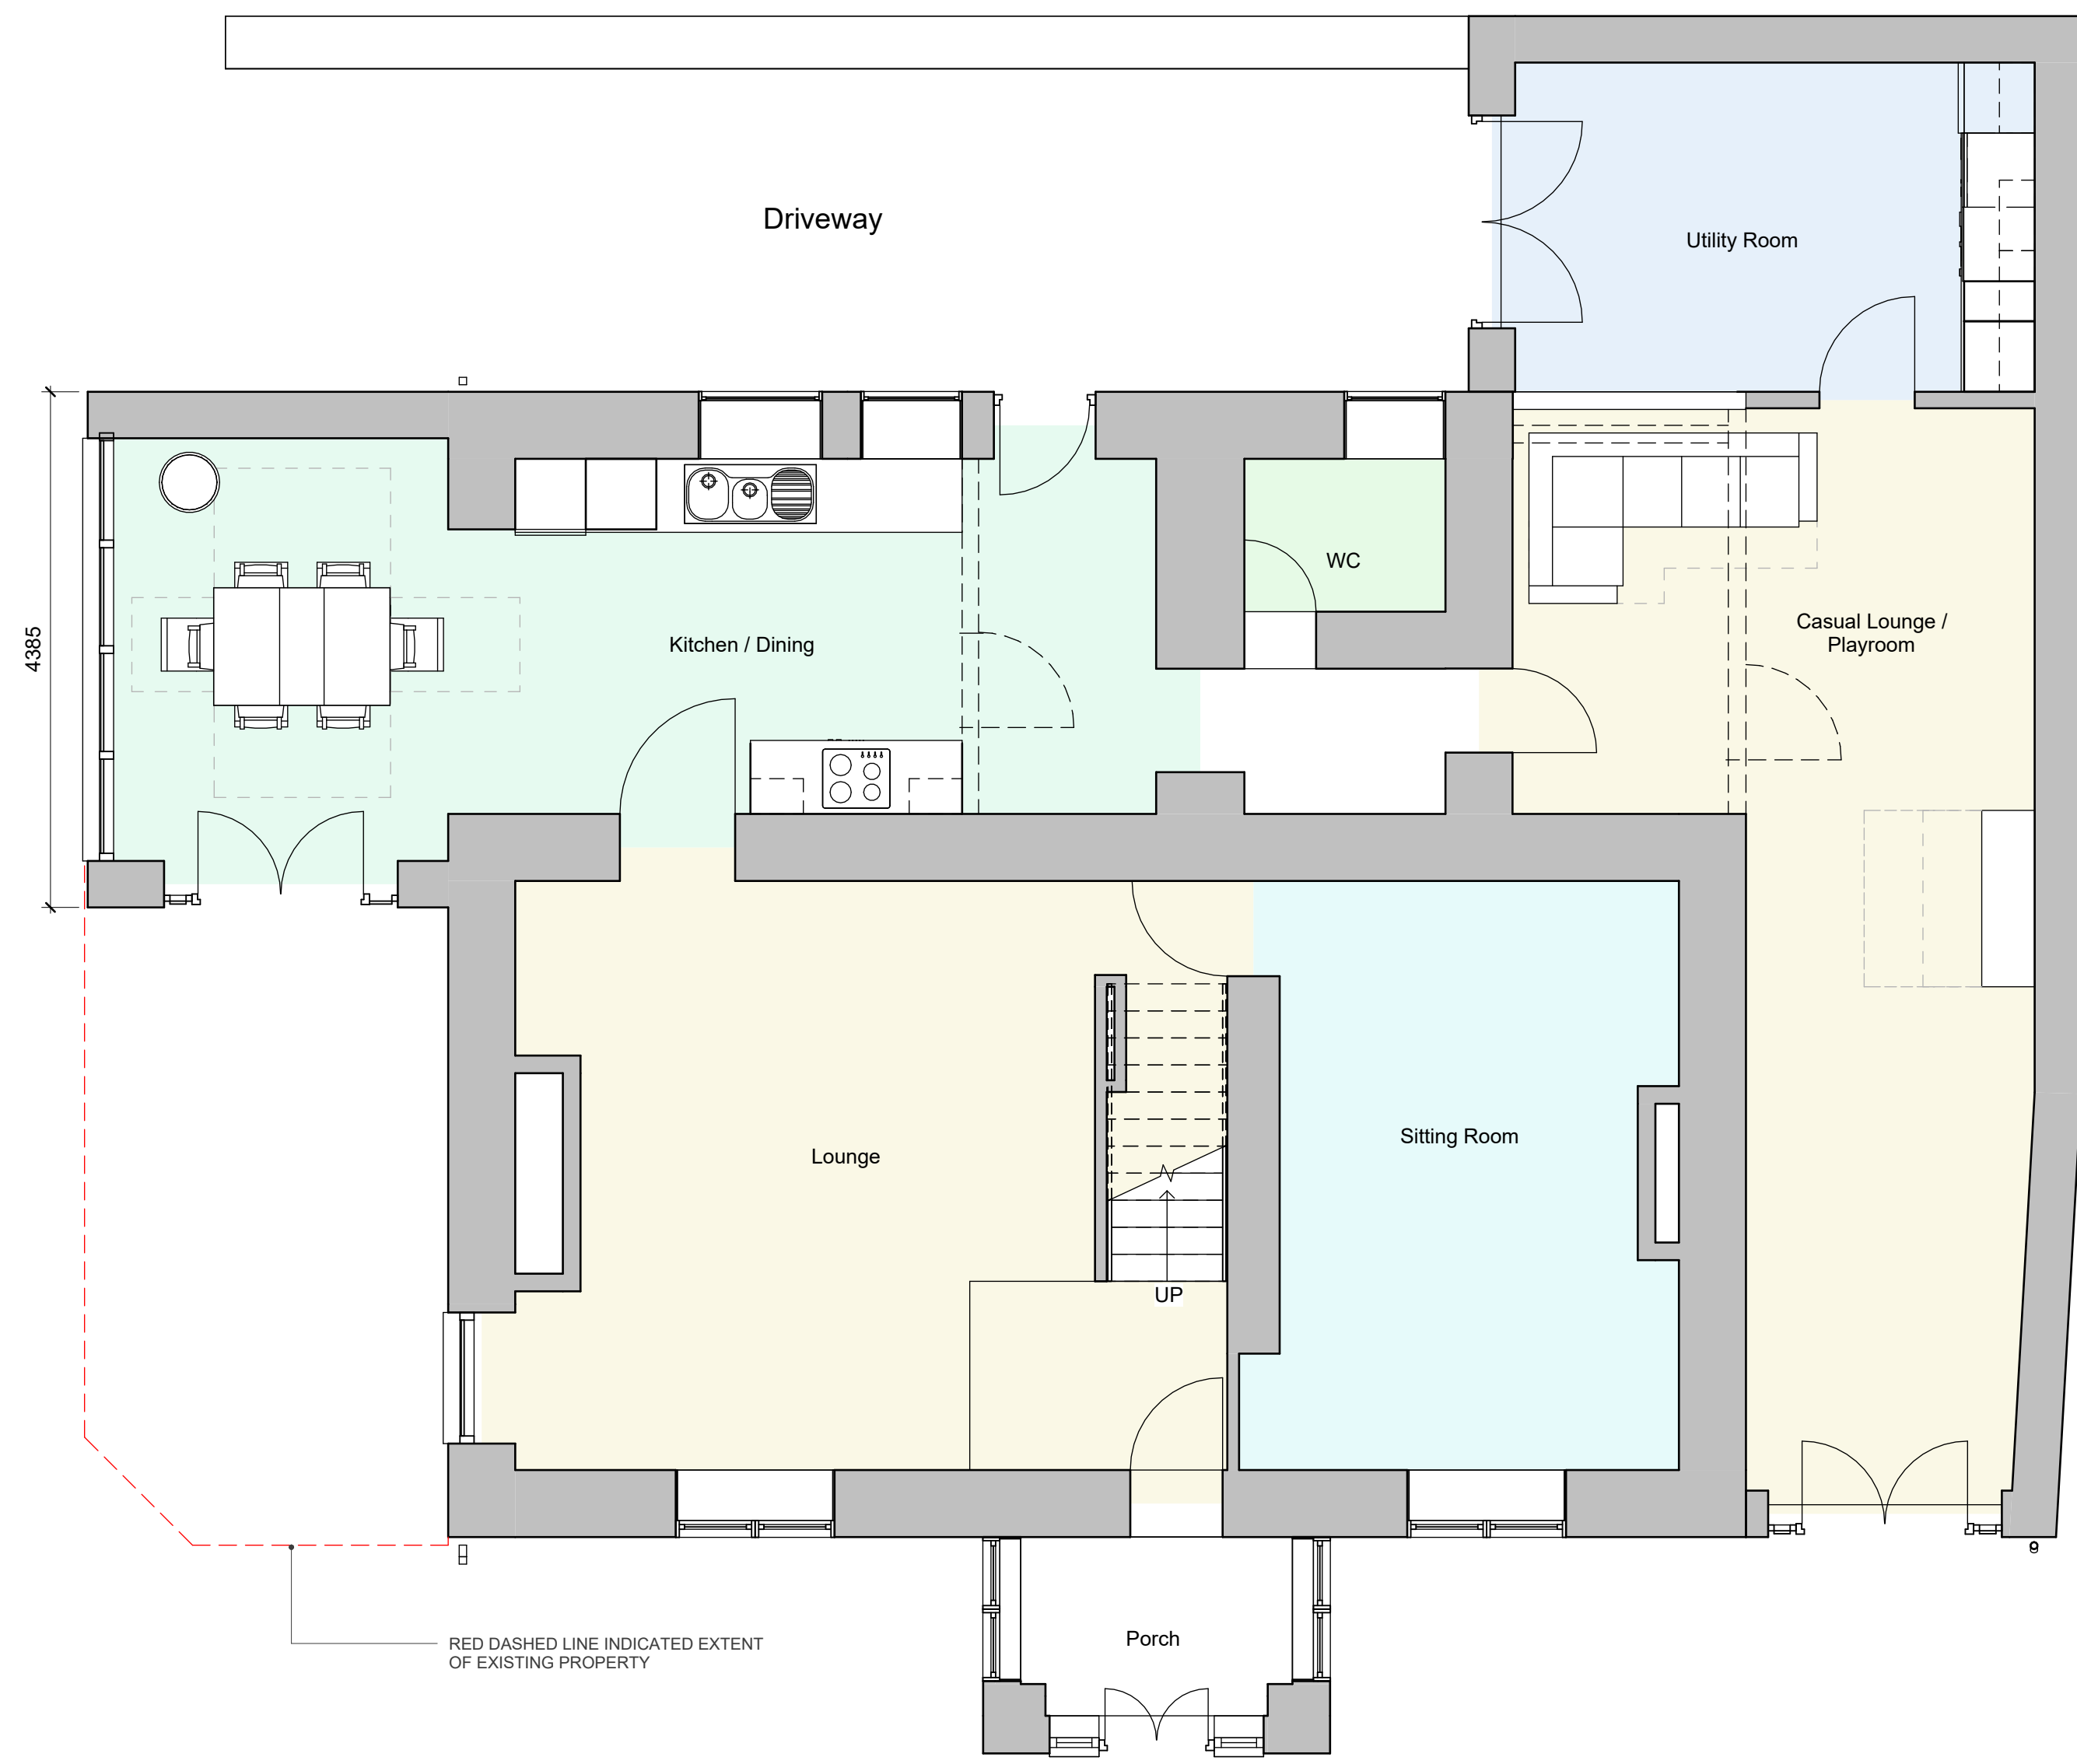 Driveway
Utility Room
WC
Casual Lounge /
Playroom
Kitchen / Dining
4385
Sitting Room
Lounge
UP
Porch
RED DASHED LINE INDICATED EXTENT
OF EXISTING PROPERTY